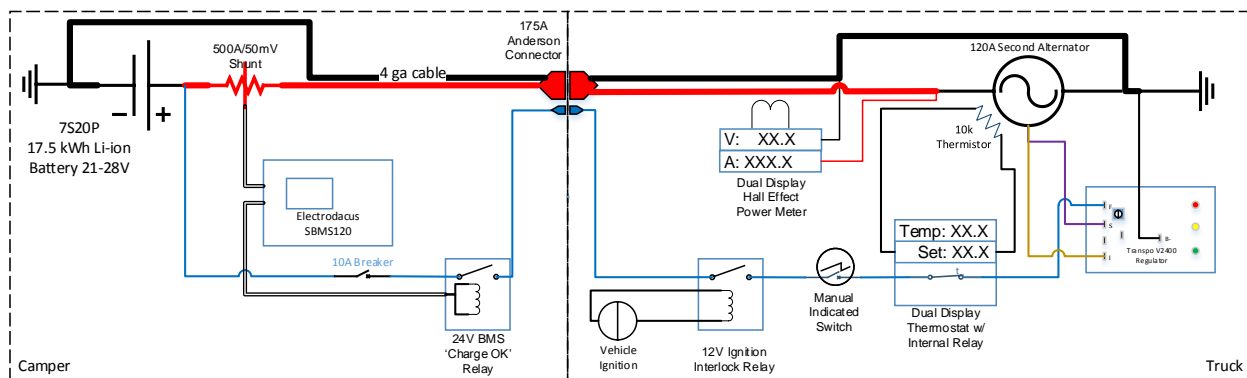 500A/50mV
Shunt
175A
Anderson
Connector
4 ga cable
120A Second Alternator
− +
7S20P
17.5 kWh Li-ion
Battery 21-28V
10k
Thermistor
V: XX.X
A: XXX.X
Dual Display
Hall Effect
Power Meter
Electrodacus
SBMS120
Temp: XX.X
Set: XX.X
t
F
S
I
I
I
B-
Transpo V2400
Regulator
10A Breaker
24V BMS
‘Charge OK’
Relay
Vehicle
Ignition
12V Ignition
Interlock Relay
Manual
Indicated
Switch
Dual Display
Thermostat w/
Internal Relay
Camper
Truck